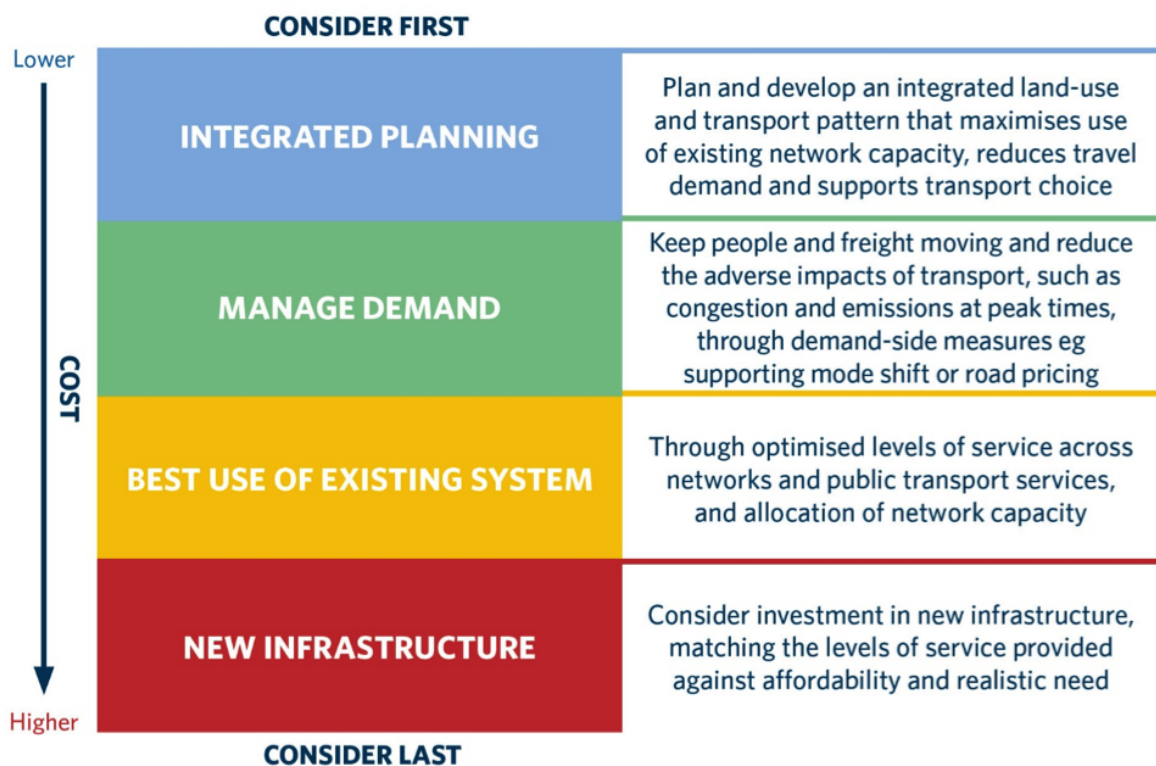 CONSIDER FIRST
Lower
INTEGRATED PLANNING
Plan and develop an integrated land-use
and transport pattern that maximises use
of existing network capacity, reduces travel
demand and supports transport choice
MANAGE DEMAND
Keep people and freight moving and reduce
the adverse impacts of transport, such as
congestion and emissions at peak times,
through demand-side measures eg
supporting mode shift or road pricing
COST
BEST USE OF EXISTING SYSTEM
Through optimised levels of service across
networks and public transport services,
and allocation of network capacity
NEW INFRASTRUCTURE
Consider investment in new infrastructure,
matching the levels of service provided
against affordability and realistic need
Higher
CONSIDER LAST